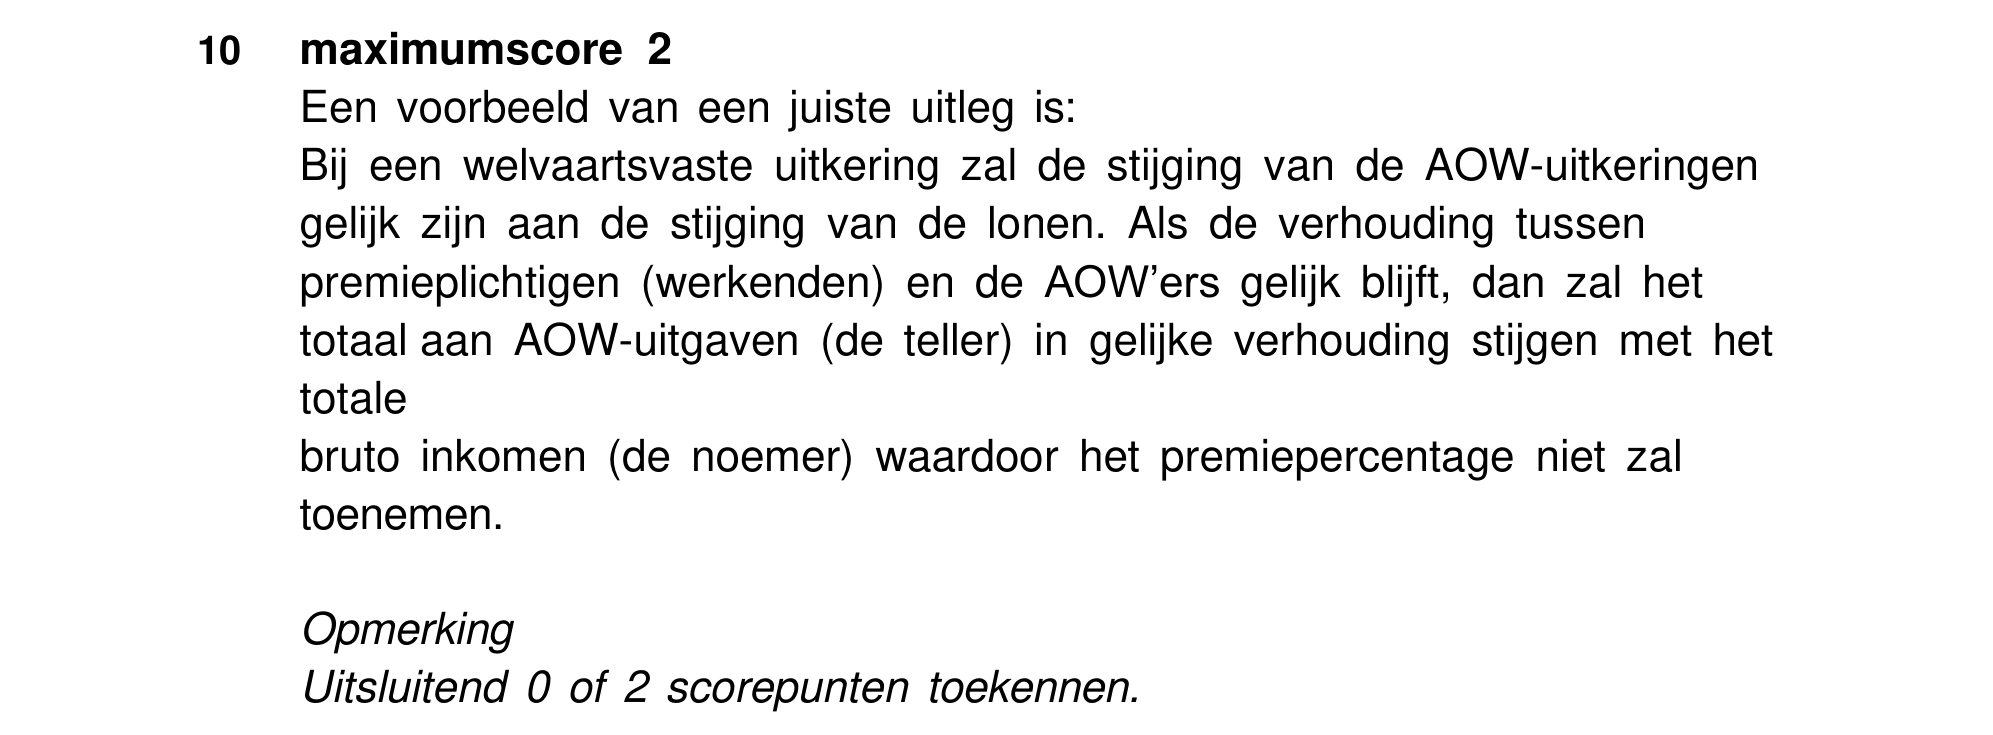 10 maximumscore 2
Een voorbeeld van een juiste uitleg is:
Bij een welvaartsvaste uitkering zal de stijging van de AOW-uitkeringen
gelijk zijn aan de stijging van de lonen. Als de verhouding tussen
premieplichtigen (werkenden) en de AOW’ers gelijk blijft, dan zal het
totaal aan AOW-uitgaven (de teller) in gelijke verhouding stijgen met het
totale
bruto inkomen (de noemer) waardoor het premiepercentage niet zal
toenemen.
Opmerking
Uitsluitend 0 of 2 scorepunten toekennen.